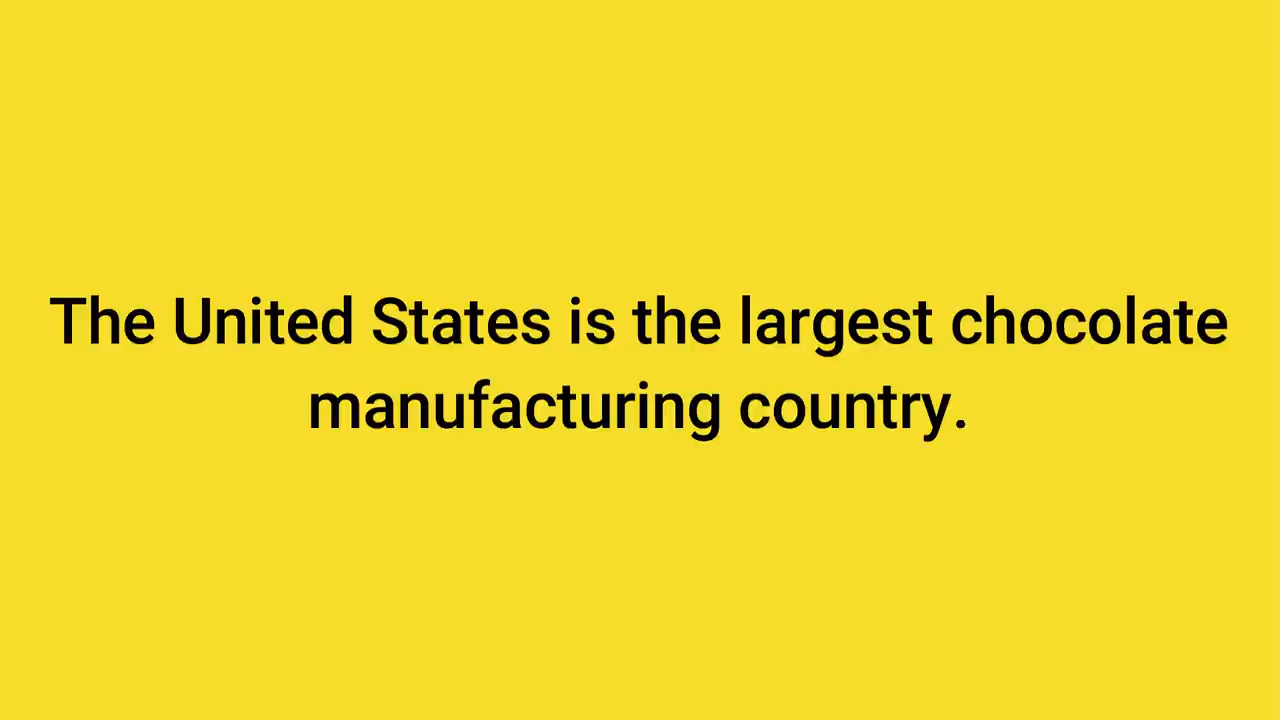 The United States is the largest chocolate
manufacturing country.